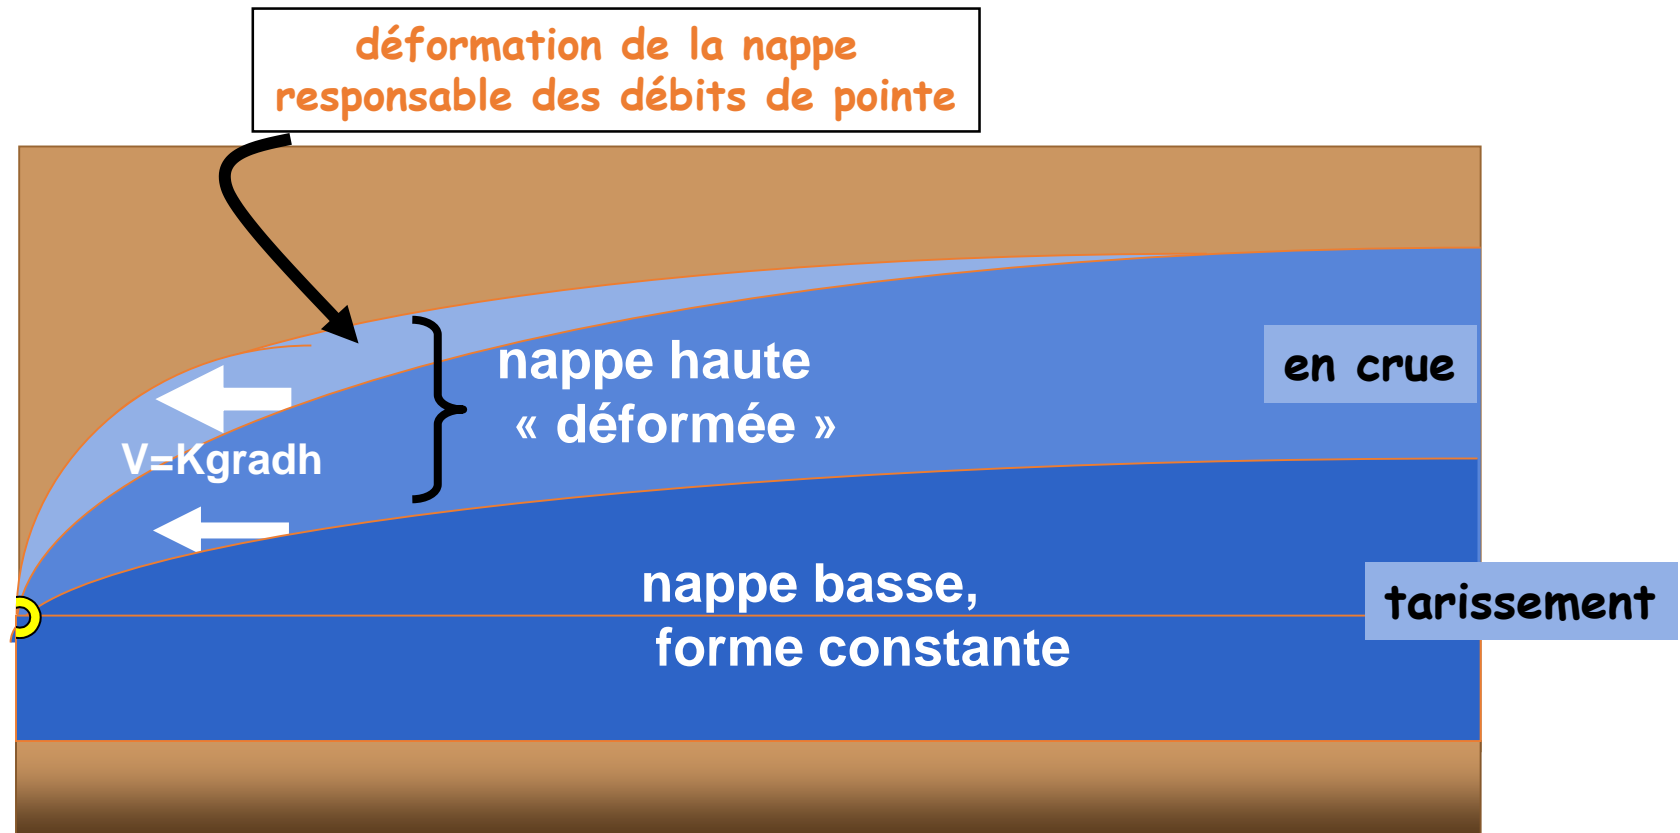 déformation de la nappe
responsable des débits de pointe
nappe haute
« déformée »
en crue
V=Kgradh
nappe basse,
forme constante
tarissement